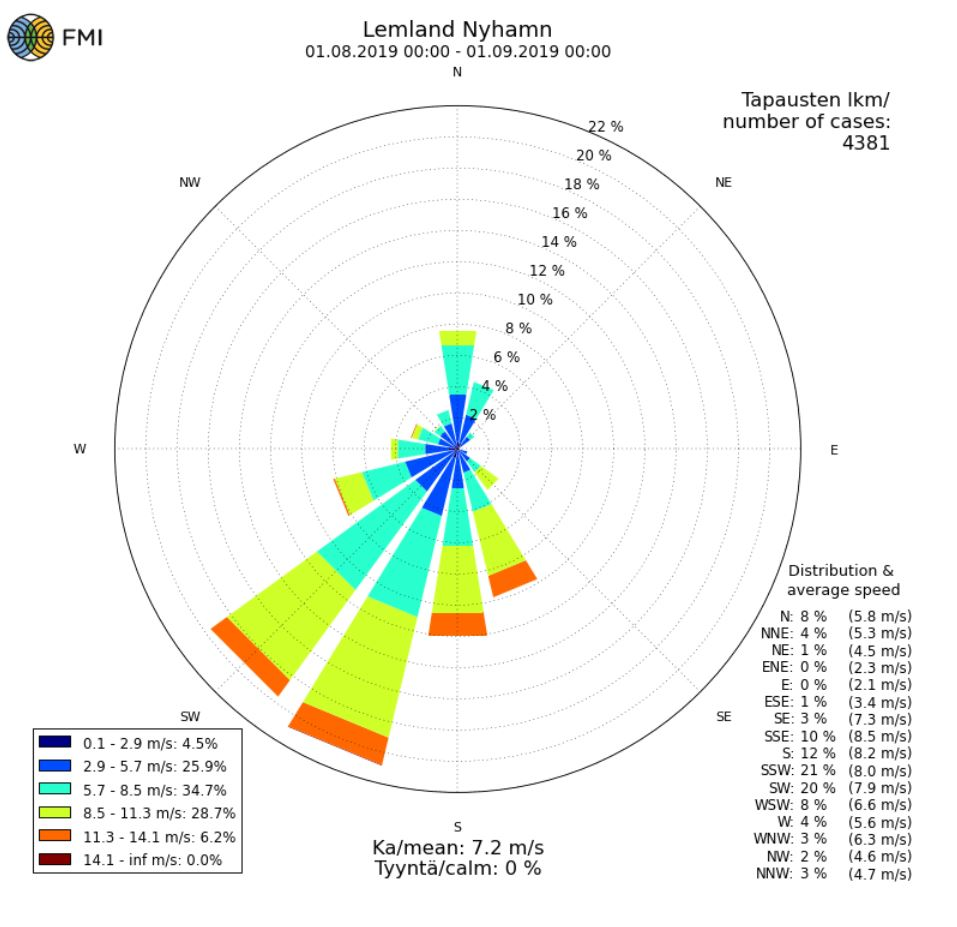 FMI
Lemland Nyhamn
01.08.2019 00:00 - 01.09.2019 00:00
N
Tapausten lkm/
number of cases:
4381
22 %
20 %
NW
NE
18 %
16 %
14 %
12 %
10 %
8 %
6 %
4 %
2 %
W
E
Distribution &
average speed
N: 8 % (5.8 m/s)
NNE: 4 % (5.3 m/s)
NE: 1 % (4.5 m/s)
ENE: 0 % (2.3 m/s)
E: 0 % (2.1 m/s)
ESE: 1 % (3.4 m/s)
SE: 3 % (7.3 m/s)
SSE: 10 % (8.5 m/s)
S: 12 % (8.2 m/s)
SSW: 21 % (8.0 m/s)
SW: 20 % (7.9 m/s)
WSW: 8 % (6.6 m/s)
W: 4 % (5.6 m/s)
WNW: 3 % (6.3 m/s)
NW: 2 % (4.6 m/s)
NNW: 3 % (4.7 m/s)
SW
SE
0.1 - 2.9 m/s: 4.5%
2.9 - 5.7 m/s: 25.9%
5.7 - 8.5 m/s: 34.7%
8.5 - 11.3 m/s: 28.7%
11.3 - 14.1 m/s: 6.2%
14.1 - inf m/s: 0.0%
S
Ka/mean: 7.2 m/s
Tyyntä/calm: 0 %